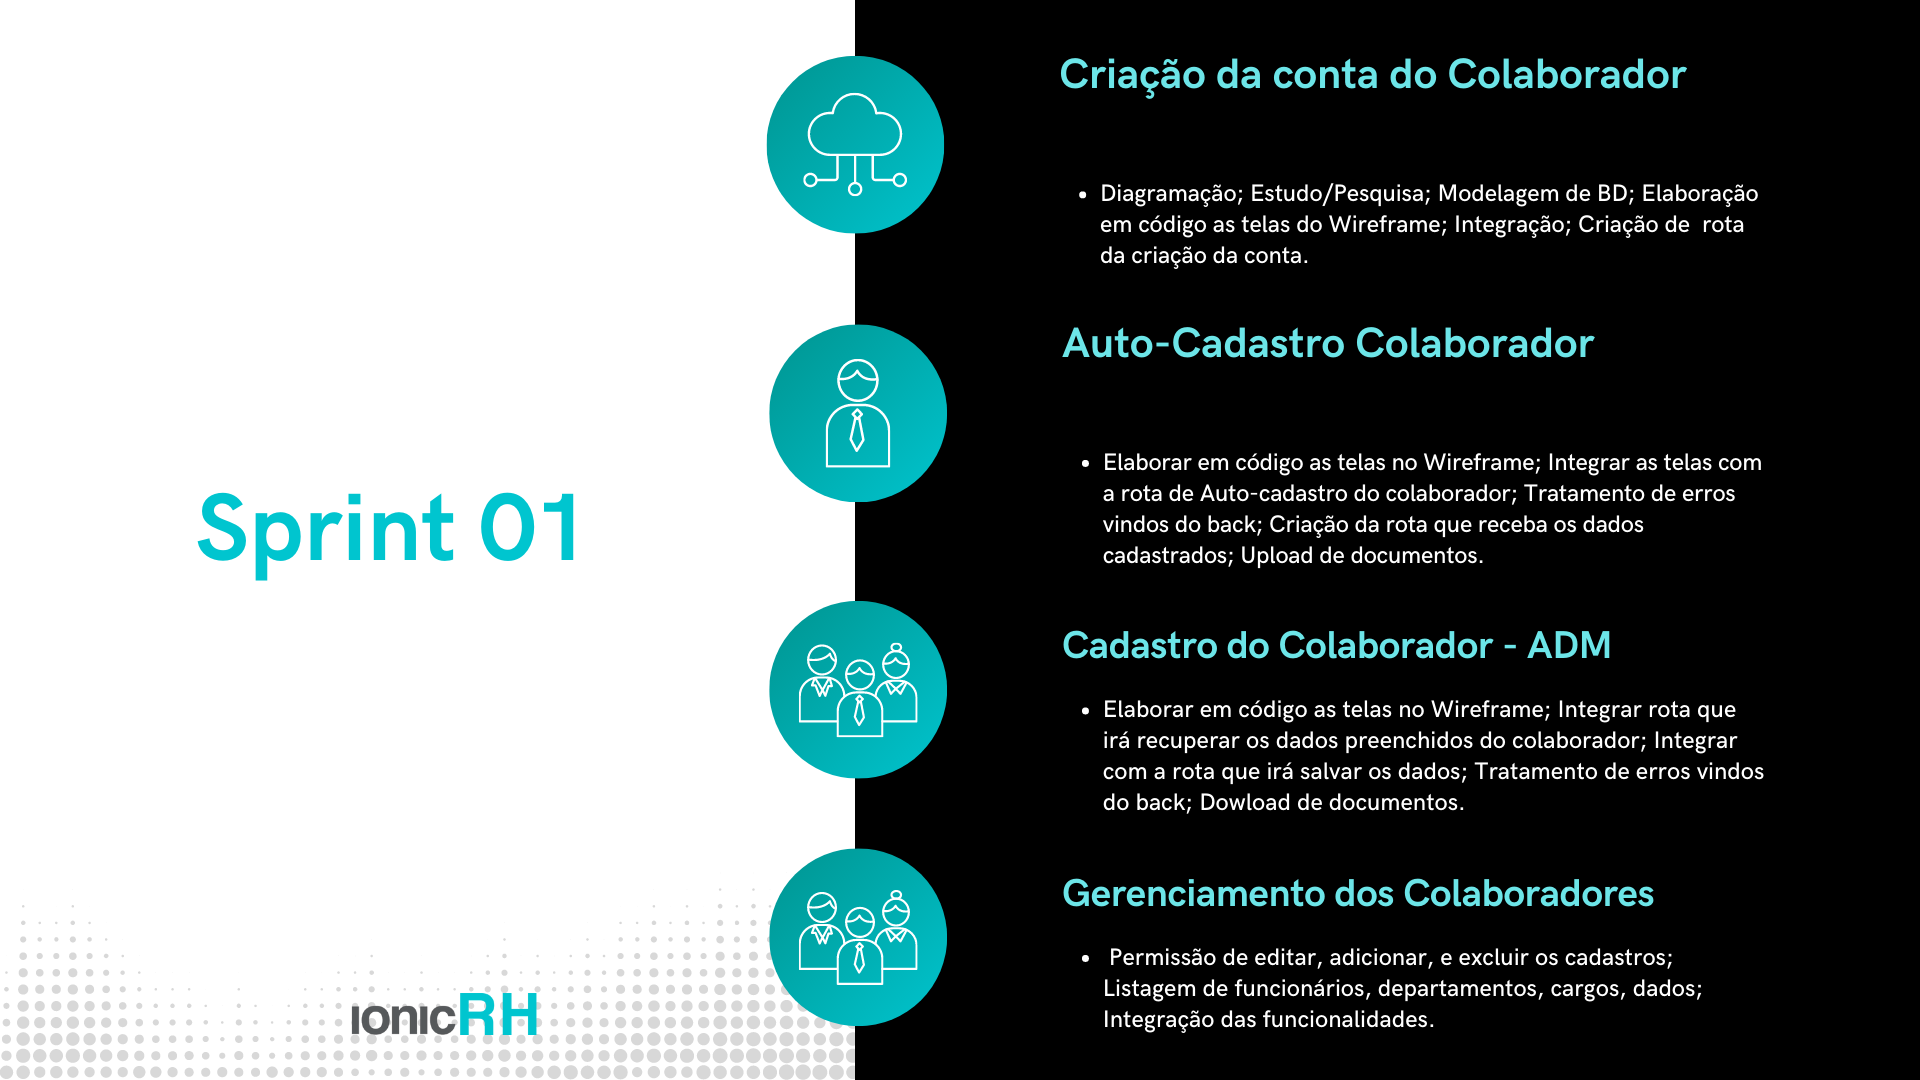 Sprint 01
ionicRH
Criação da conta do Colaborador
• Diagramação; Estudo/Pesquisa; Modelagem de BD; Elaboração
em código as telas do Wireframe; Integração; Criação de  rota
da criação da conta.
Auto-Cadastro Colaborador
• Elaborar em código as telas no Wireframe; Integrar as telas com
a rota de Auto-cadastro do colaborador; Tratamento de erros
vindos do back; Criação da rota que receba os dados
cadastrados; Upload de documentos.
Cadastro do Colaborador - ADM
• Elaborar em código as telas no Wireframe; Integrar rota que
irá recuperar os dados preenchidos do colaborador; Integrar
com a rota que irá salvar os dados; Tratamento de erros vindos
do back; Dowload de documentos.
Gerenciamento dos Colaboradores
• Permissão de editar, adicionar, e excluir os cadastros;
Listagem de funcionários, departamentos, cargos, dados;
Integração das funcionalidades.